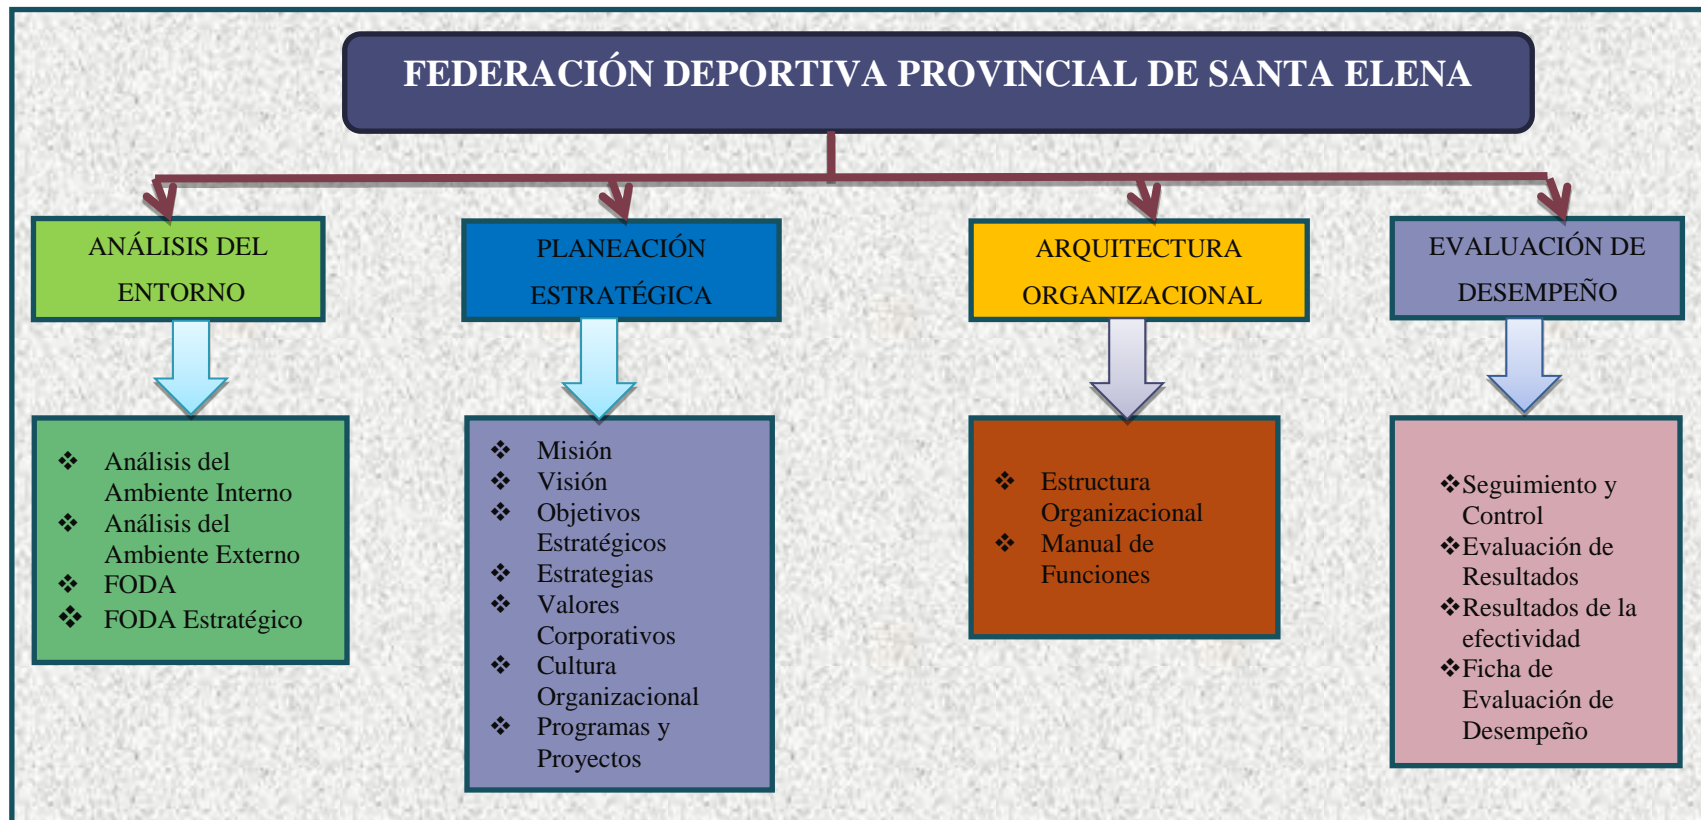 FEDERACIÓN DEPORTIVA PROVINCIAL DE SANTA ELENA
ANÁLISIS DEL
ENTORNO
PLANEACIÓN
ESTRATÉGICA
ARQUITECTURA
ORGANIZACIONAL
EVALUACIÓN DE
DESEMPEÑO
❖ Análisis del
Ambiente Interno
❖ Análisis del
Ambiente Externo
❖ FODA
❖ FODA Estratégico
❖ Misión
❖ Visión
❖ Objetivos
Estratégicos
❖ Estrategias
❖ Valores
Corporativos
❖ Cultura
Organizacional
❖ Programas y
Proyectos
❖ Estructura
Organizacional
❖ Manual de
Funciones
❖ Seguimiento y
Control
❖ Evaluación de
Resultados
❖ Resultados de la
efectividad
❖ Ficha de
Evaluación de
Desempeño